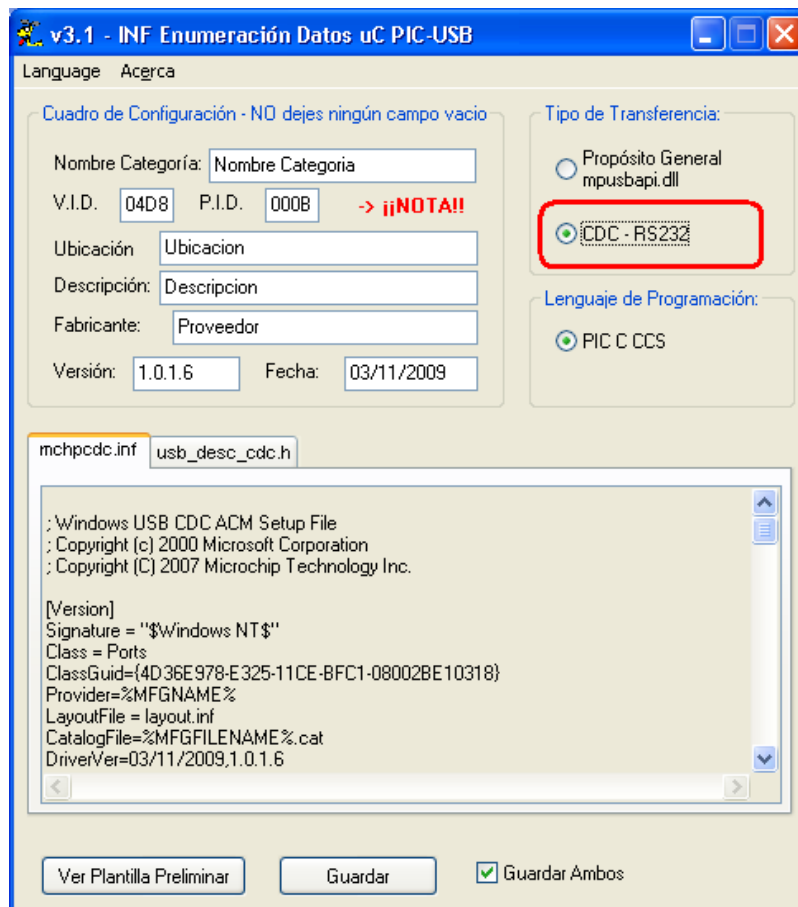 v3.1 - INF Enumeración Datos uC PIC-USB
Language Acerca
Cuadro de Configuración - NO dejes ningún campo vacio
Nombre Categoría: Nombre Categoria
V.I.D. 04D8 P.I.D. 000B -> ¡¡NOTA!!
Ubicación Ubicacion
Descripción: Descripcion
Fabricante: Proveedor
Versión: 1.0.1.6 Fecha: 03/11/2009
Tipo de Transferencia:
Propósito General
mpusbapi.dll
CDC - RS232
Lenguaje de Programación:
PIC C CCS
mchpcdc.inf usb_desc_cdc.h
; Windows USB CDC ACM Setup File
; Copyright (c) 2000 Microsoft Corporation
; Copyright (C) 2007 Microchip Technology Inc.
[Version]
Signature = "$Windows NT$"
Class = Ports
ClassGuid={4D36E978-E325-11CE-BFC1-08002BE10318}
Provider=%MFGNAME%
LayoutFile = layout.inf
CatalogFile=%MFGFILENAME%.cat
DriverVer=03/11/2009,1.0.1.6
Ver Plantilla Preliminar Guardar Guardar Ambos